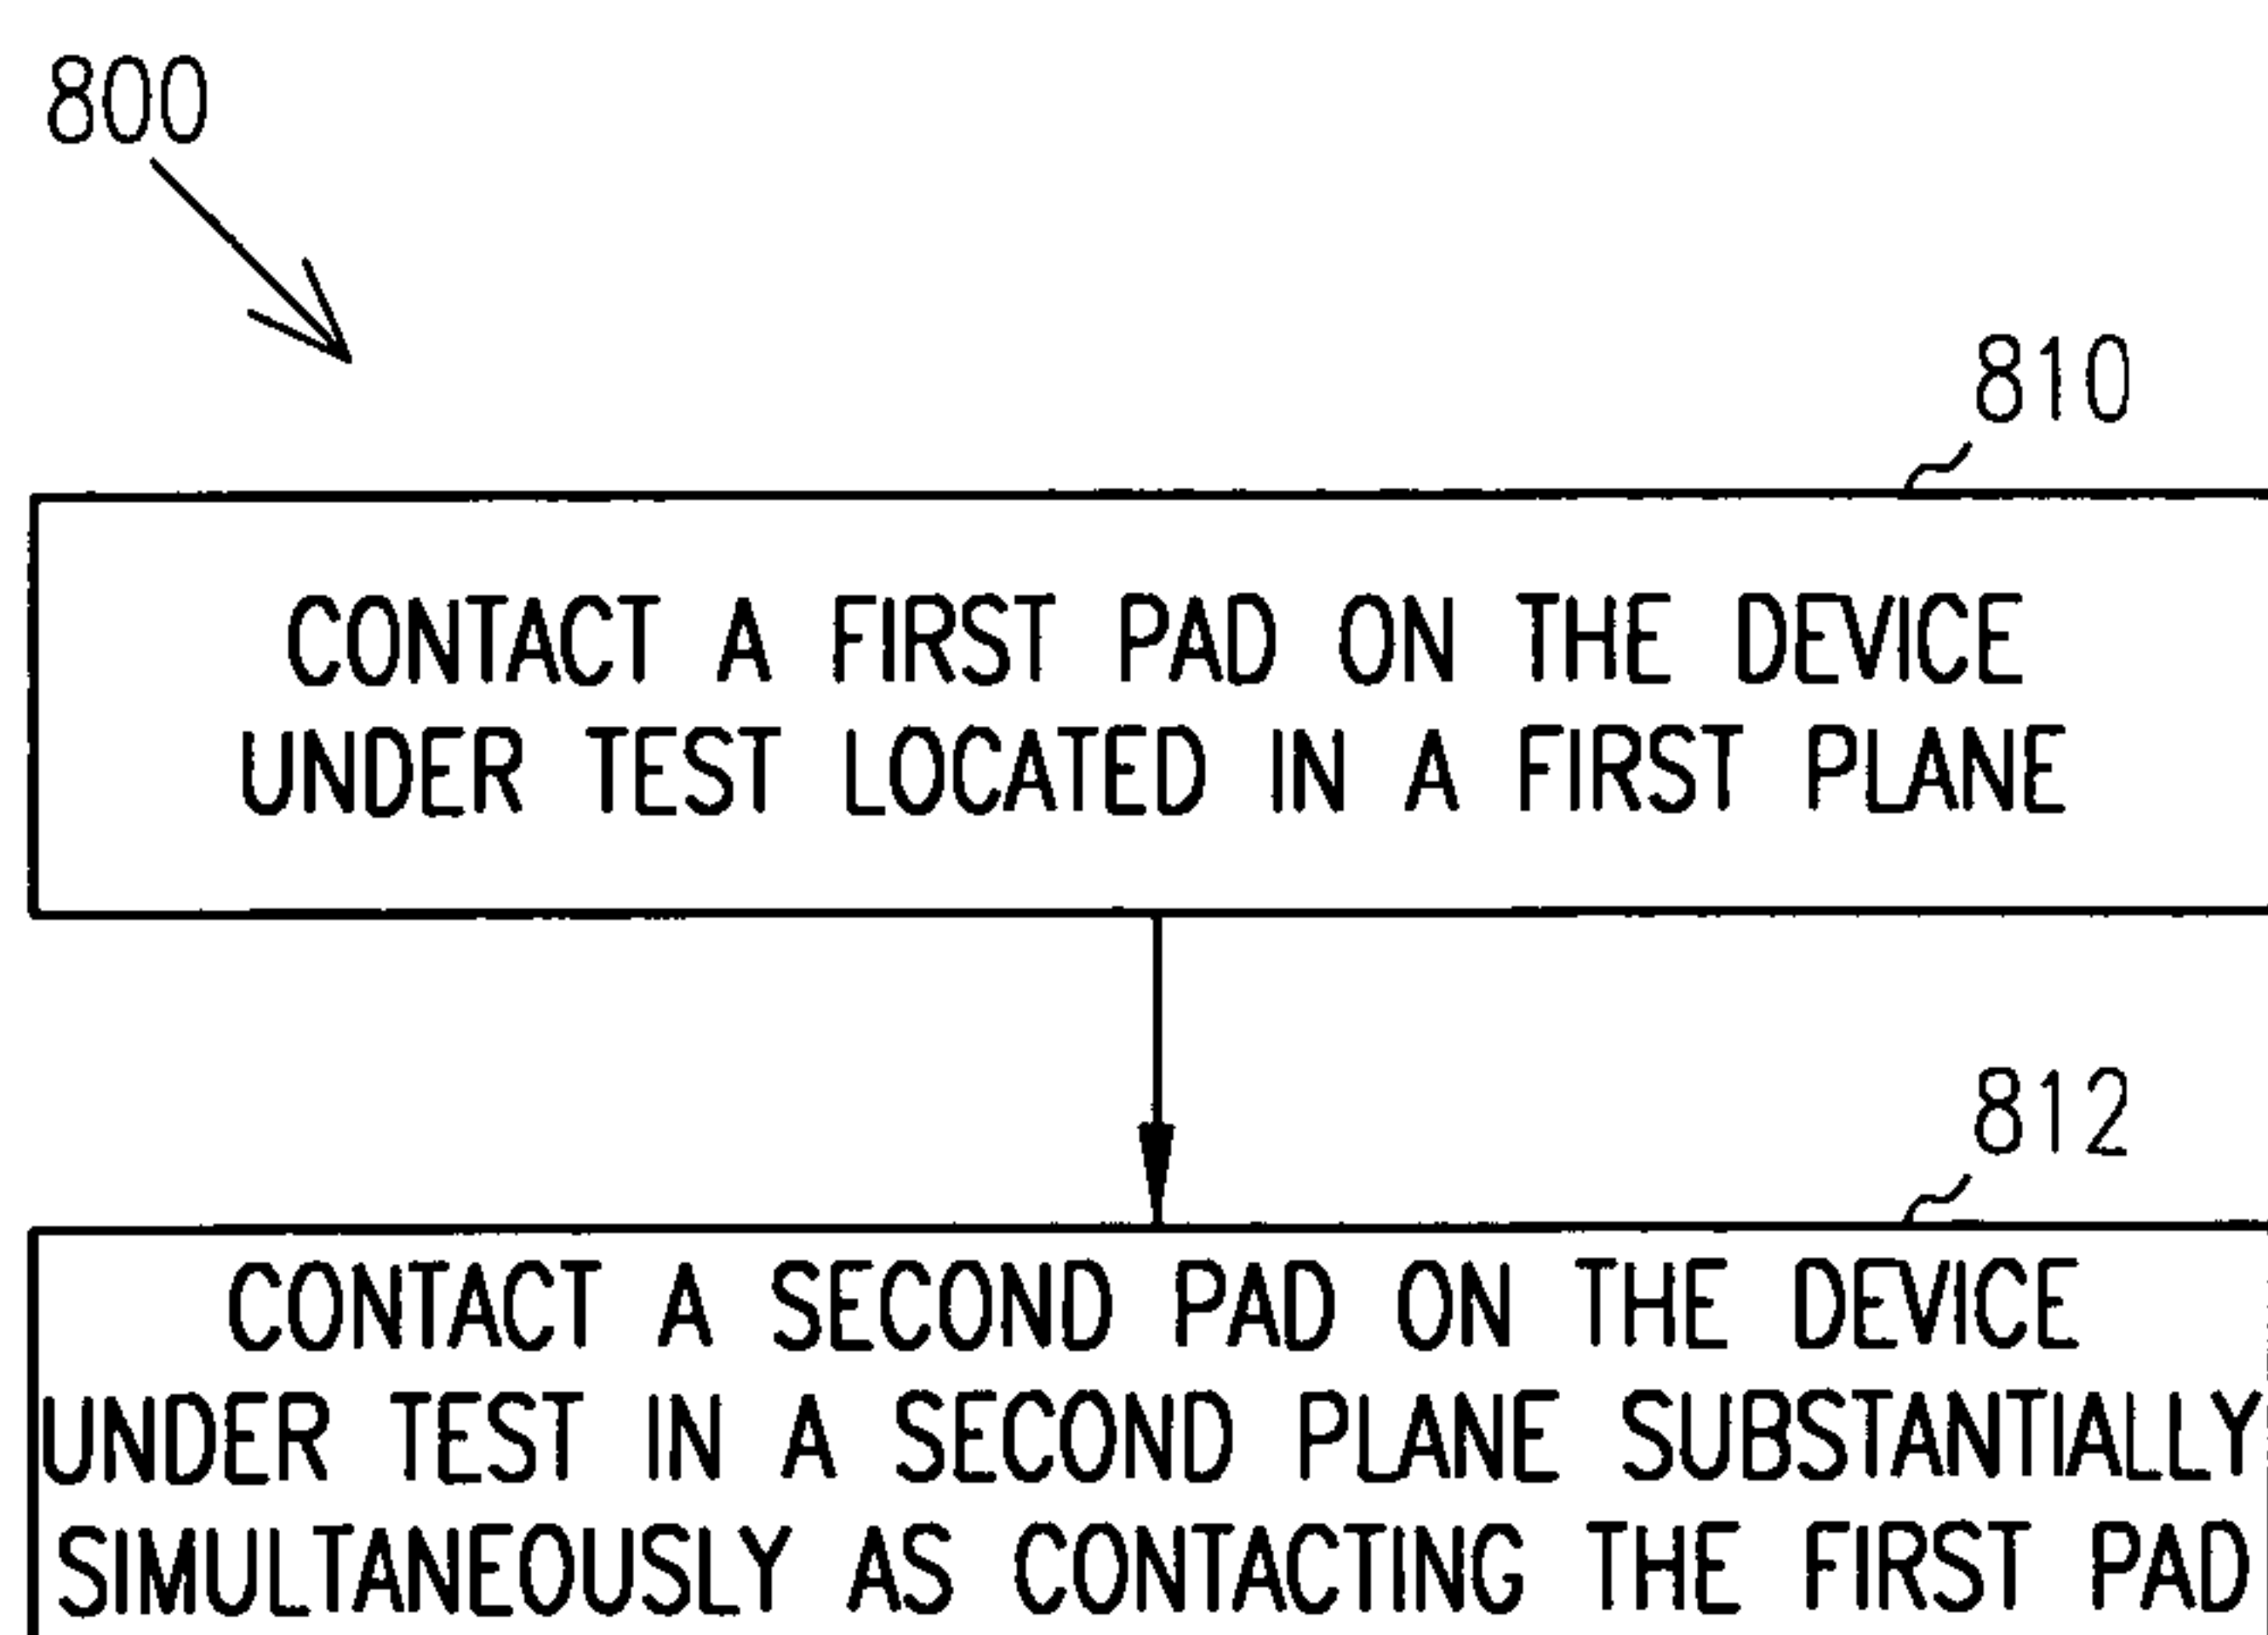 800
810
CONTACT A FIRST PAD ON THE DEVICE
UNDER TEST LOCATED IN A FIRST PLANE
812
CONTACT A SECOND PAD ON THE DEVICE
UNDER TEST IN A SECOND PLANE SUBSTANTIALLY
SIMULTANEOUSLY AS CONTACTING THE FIRST PAD